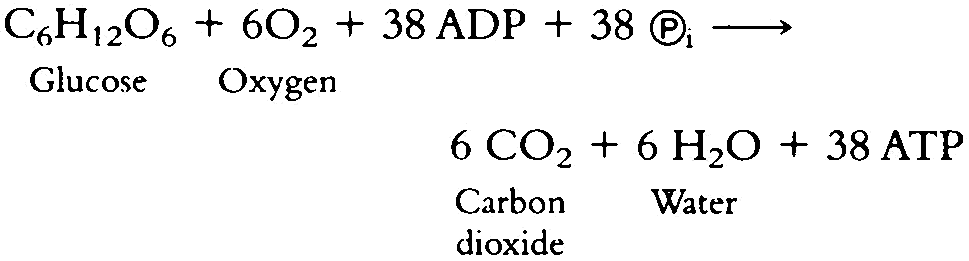 C₆H₁₂O₆ + 6O₂ + 38 ADP + 38 Ⓟᵢ ⟶
Glucose Oxygen
6 CO₂ + 6 H₂O + 38 ATP
Carbon Water
dioxide